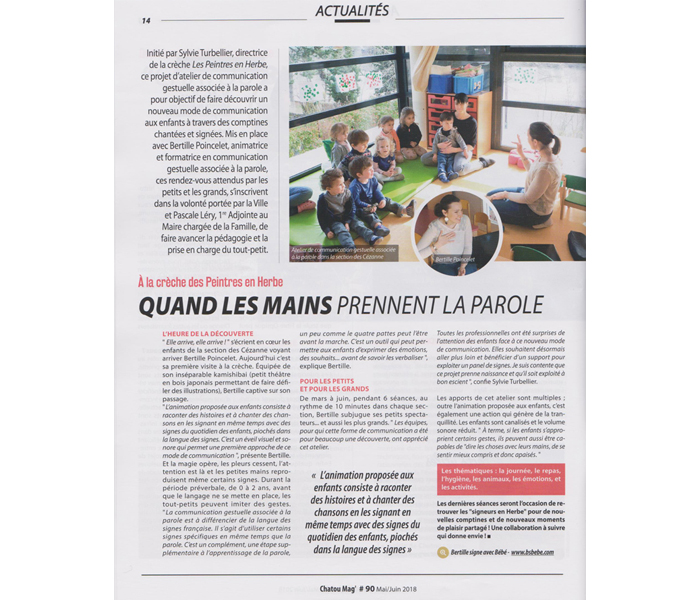 14
ACTUALITÉS
Initié par Sylvie Turbellier, directrice
de la crèche Les Peintres en Herbe,
ce projet d'atelier de communication
gestuelle associée à la parole a
pour objectif de faire découvrir un
nouveau mode de communication
aux enfants à travers des comptines
chantées et signées. Mis en place
avec Bertille Poincelet, animatrice
et formatrice en communication
gestuelle associée à la parole,
ces rendez-vous attendus par les
petits et les grands, s'inscrivent
dans la volonté portée par la Ville
et Pascale Léry, 1re Adjointe au
Maire chargée de la Famille, de
faire avancer la pédagogie et la
prise en charge du tout-petit.
Atelier de communication gestuelle associée
à la parole dans la section des Cézanne
Bertille Poincelet
À la crèche des Peintres en Herbe
QUAND LES MAINS PRENNENT LA PAROLE
L'HEURE DE LA DÉCOUVERTE
" Elle arrive, elle arrive ! " s'écrient en cœur les
enfants de la section des Cézanne voyant
arriver Bertille Poincelet. Aujourd'hui c'est
sa première visite à la crèche. Équipée de
son inséparable kamishibai (petit théâtre
en bois japonais permettant de faire défi-
ler des illustrations), Bertille captive sur son
passage.
" L'animation proposée aux enfants consiste à
raconter des histoires et à chanter des chan-
sons en les signant en même temps avec des
signes du quotidien des enfants, piochés dans
la langue des signes. C'est un éveil visuel et so-
nore qui permet une première approche de ce
mode de communication ", présente Bertille.
Et la magie opère, les pleurs cessent, l'at-
tention est là et les petites mains repro-
duisent même certains signes. Durant la
période préverbale, de 0 à 2 ans, avant
que le langage ne se mette en place, les
tout-petits peuvent imiter des gestes.
"La communication gestuelle associée à la
parole est à différencier de la langue des
signes française. Il s'agit d'utiliser certains
signes spécifiques en même temps que la
parole. C'est un complément, une étape sup-
plémentaire à l'apprentissage de la parole,
un peu comme le quatre pattes peut l'être
avant la marche. C'est un outil qui peut per-
mettre aux enfants d'exprimer des émotions,
des souhaits... avant de savoir les verbaliser ",
explique Bertille.
POUR LES PETITS
ET POUR LES GRANDS
De mars à juin, pendant 6 séances, au
rythme de 10 minutes dans chaque sec-
tion, Bertille subjugue ses petits specta-
teurs... et aussi les plus grands. " Les équipes,
pour qui cette forme de communication a été
pour beaucoup une découverte, ont apprécié
cet atelier.
« L'animation proposée aux
enfants consiste à raconter
des histoires et à chanter des
chansons en les signant en
même temps avec des signes du
quotidien des enfants, piochés
dans la langue des signes »
Toutes les professionnelles ont été surprises de
l'attention des enfants face à ce nouveau mode
de communication. Elles souhaitent désormais
aller plus loin et bénéficier d'un support pour
exploiter un panel de signes. Je suis contente que
ce projet prenne naissance et qu'il soit exploité à
bon escient ", confie Sylvie Turbellier.
Les apports de cet atelier sont multiples ;
outre l'animation proposée aux enfants, c'est
également une action qui génère de la tran-
quillité. Les enfants sont canalisés et le volume
sonore réduit. " À terme, si les enfants s'appro-
prient certains gestes, ils peuvent aussi être ca-
pables de "dire les choses avec leurs mains, de se
sentir mieux compris et donc apaisés. "
Les thématiques : la journée, le repas,
l'hygiène, les animaux, les émotions, et
les activités.
Les dernières séances seront l'occasion de re-
trouver les "signeurs en Herbe" pour de nou-
velles comptines et de nouveaux moments
de plaisir partagé ! Une collaboration à suivre
qui donne envie !
Bertille signe avec Bébé - www.bsbebe.com
Chatou Mag' # 90 Mai/Juin 2018